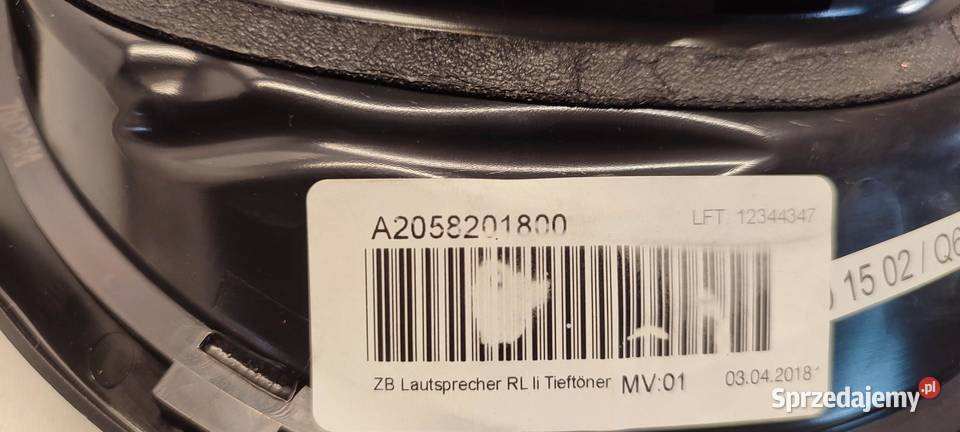 A2058201800
LFT. 12344347
15 02 / Q6
ZB Lautsprecher RL li Tieftöner MV:01 03.04.2018
Sprzedajemy.pl